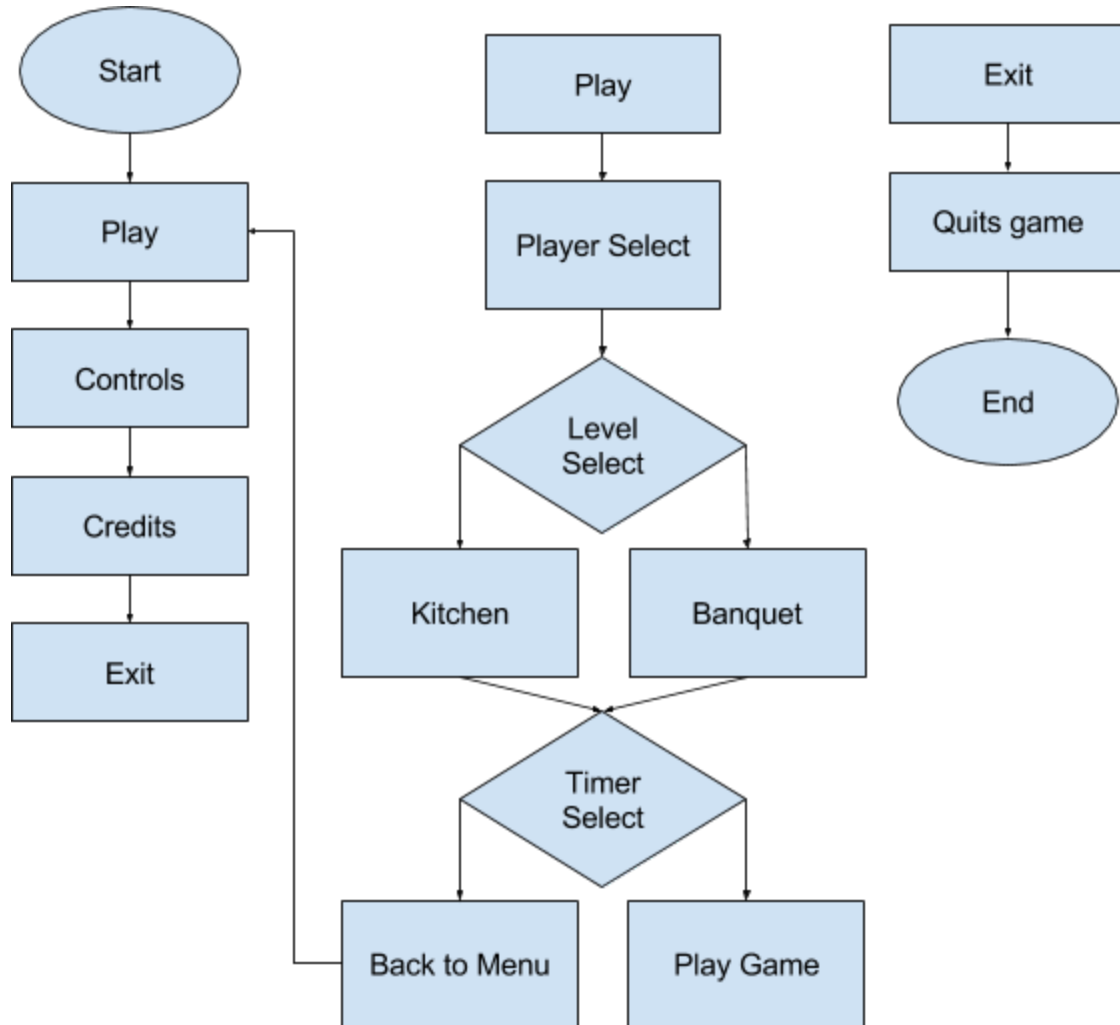 Start
Play
Controls
Credits
Exit
Play
Player Select
Level
Select
Kitchen
Banquet
Timer
Select
Back to Menu
Play Game
Exit
Quits game
End